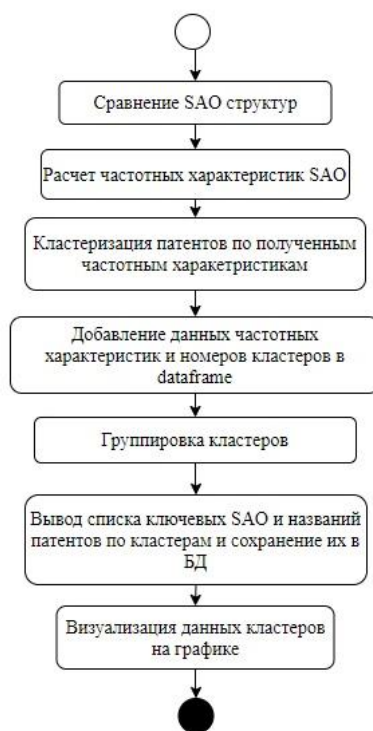 Сравнение SAO структур
Расчет частотных характеристик SAO
Кластеризация патентов по полученным
частотным характеристикам
Добавление данных частотных
характеристик и номеров кластеров в
dataframe
Группировка кластеров
Вывод списка ключевых SAO и названий
патентов по кластерам и сохранение их в
БД
Визуализация данных кластеров
на графике